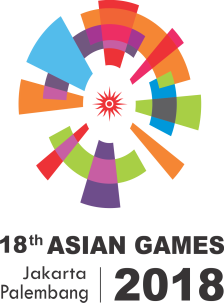 18th ASIAN GAMES
Jakarta
Palembang | 2018